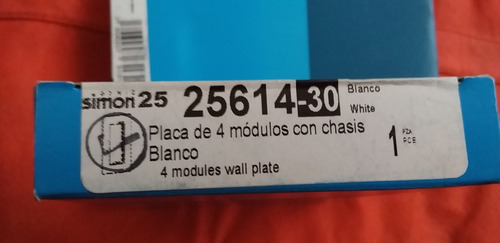 simon 25 25614-30 Blanco
White
Placa de 4 módulos con chasis
Blanco
4 modules wall plate
1 PZA
PCE